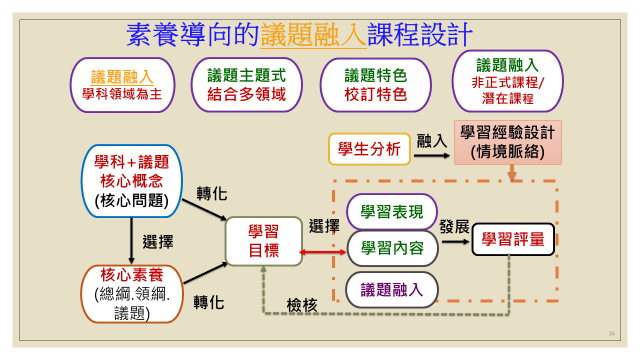 素養導向的議題融入課程設計
議題融入
學科領域為主
議題主題式
結合多領域
議題特色
校訂特色
議題融入
非正式課程/
潛在課程
學生分析
融入
學習經驗設計
(情境脈絡)
學科+議題
核心概念
(核心問題)
轉化
選擇
學習
目標
選擇
學習表現
學習內容
議題融入
發展
學習評量
核心素養
(總綱.領綱.
議題)
轉化
檢核